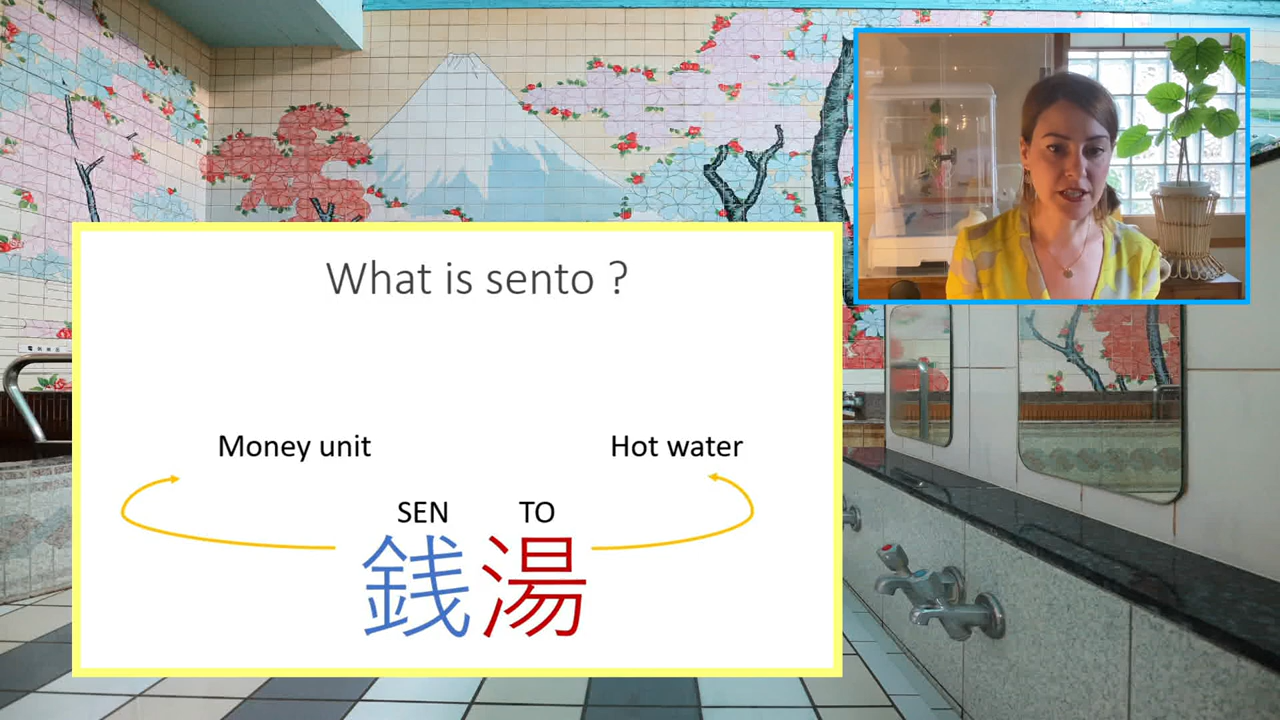 What is sento ?
Money unit
Hot water
SEN TO
銭湯